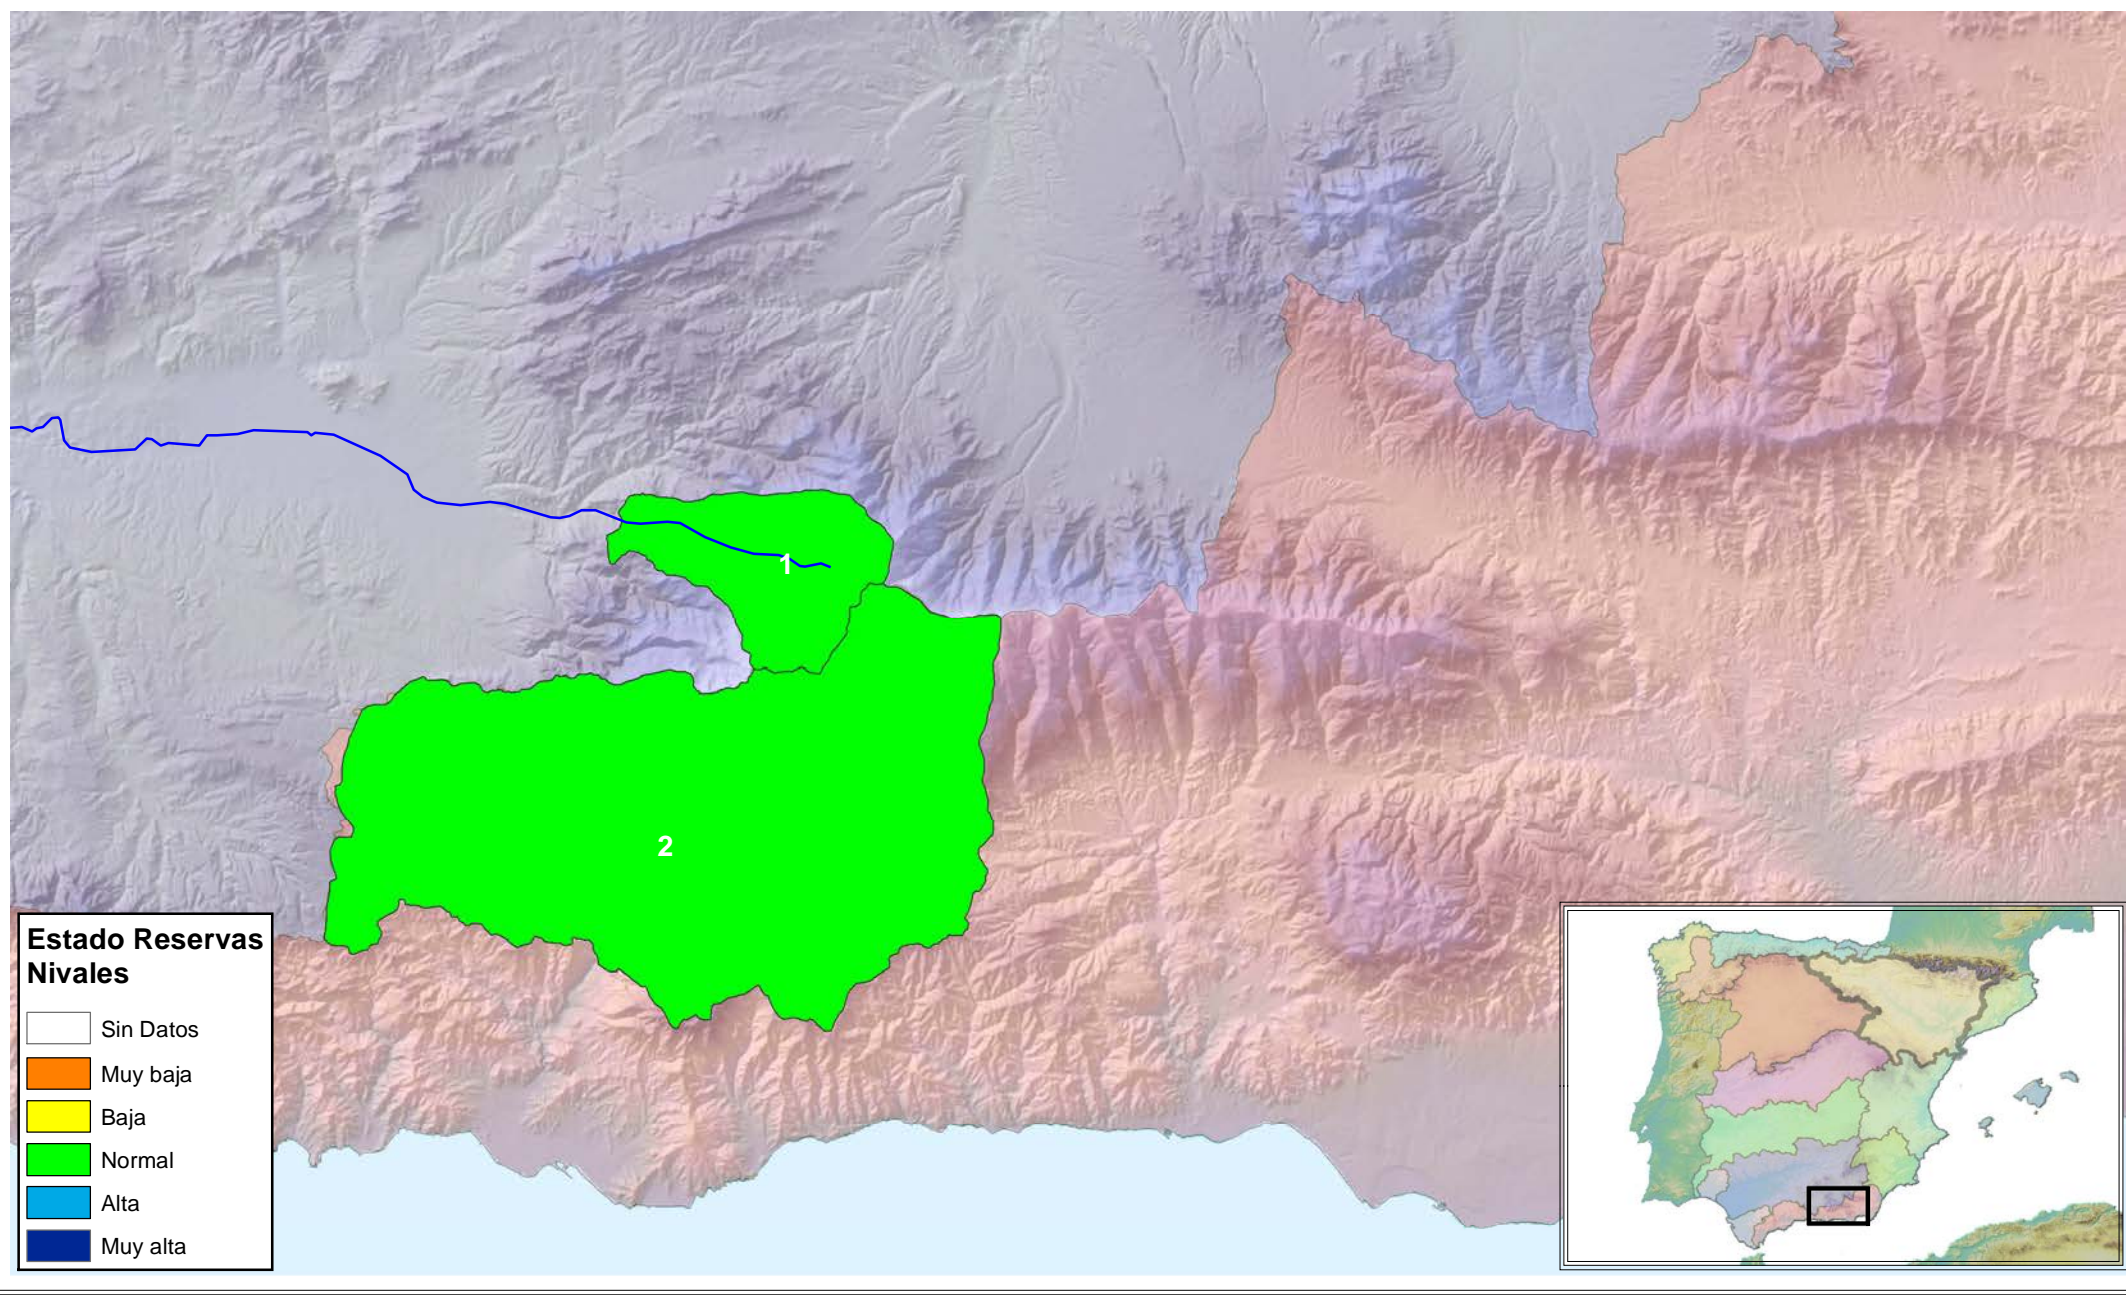 1
2
Estado Reservas
Nivales
Sin Datos
Muy baja
Baja
Normal
Alta
Muy alta